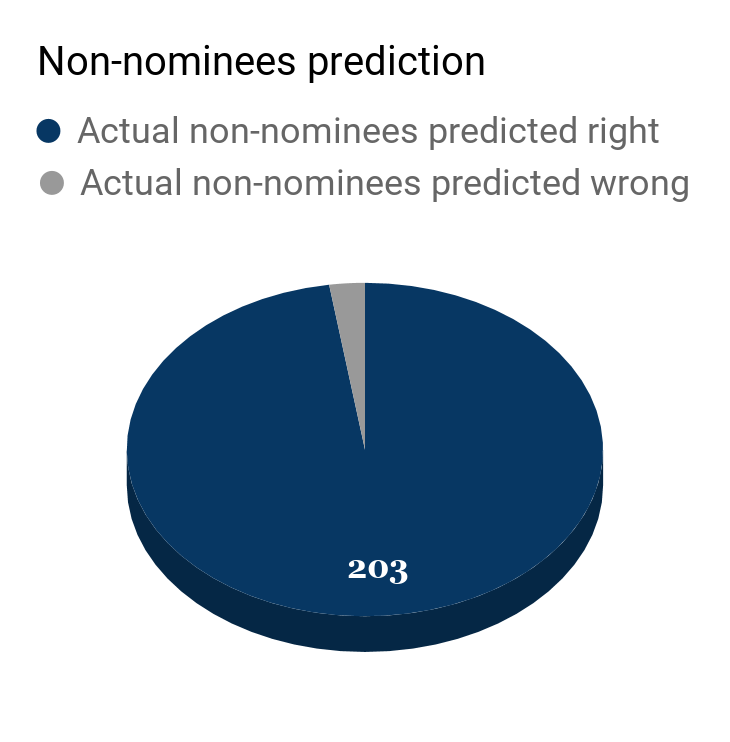 Non-nominees prediction
Actual non-nominees predicted right
Actual non-nominees predicted wrong
203